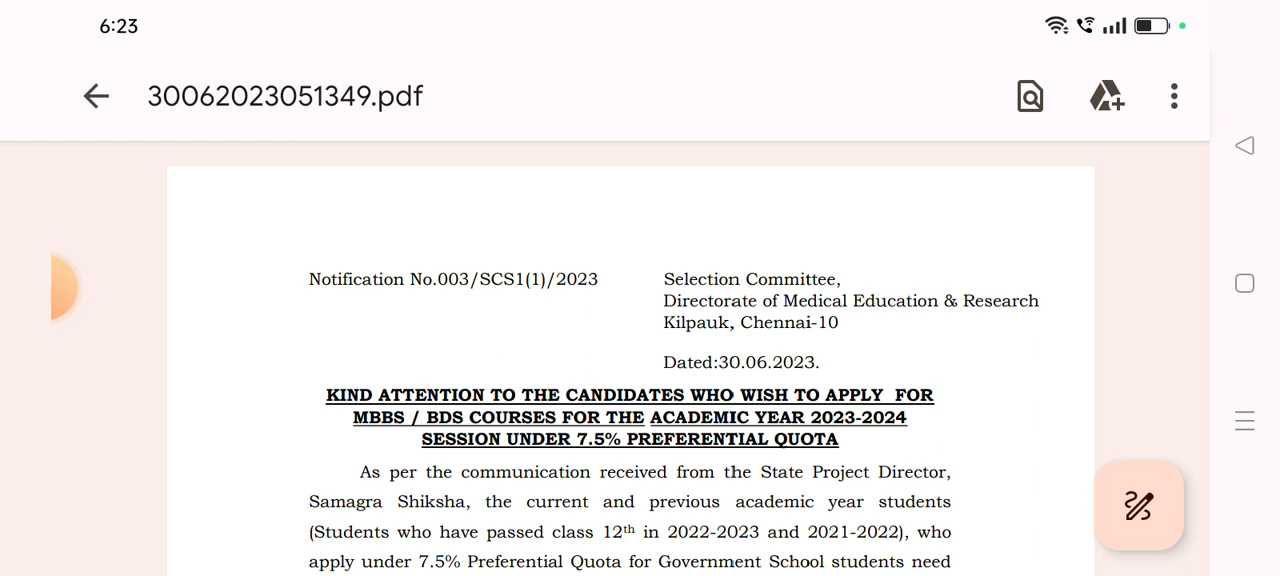 6:23
30062023051349.pdf
Notification No.003/SCS1(1)/2023
Selection Committee,
Directorate of Medical Education & Research
Kilpauk, Chennai-10
Dated:30.06.2023.
KIND ATTENTION TO THE CANDIDATES WHO WISH TO APPLY FOR
MBBS / BDS COURSES FOR THE ACADEMIC YEAR 2023-2024
SESSION UNDER 7.5% PREFERENTIAL QUOTA
As per the communication received from the State Project Director,
Samagra Shiksha, the current and previous academic year students
(Students who have passed class 12th in 2022-2023 and 2021-2022), who
apply under 7.5% Preferential Quota for Government School students need